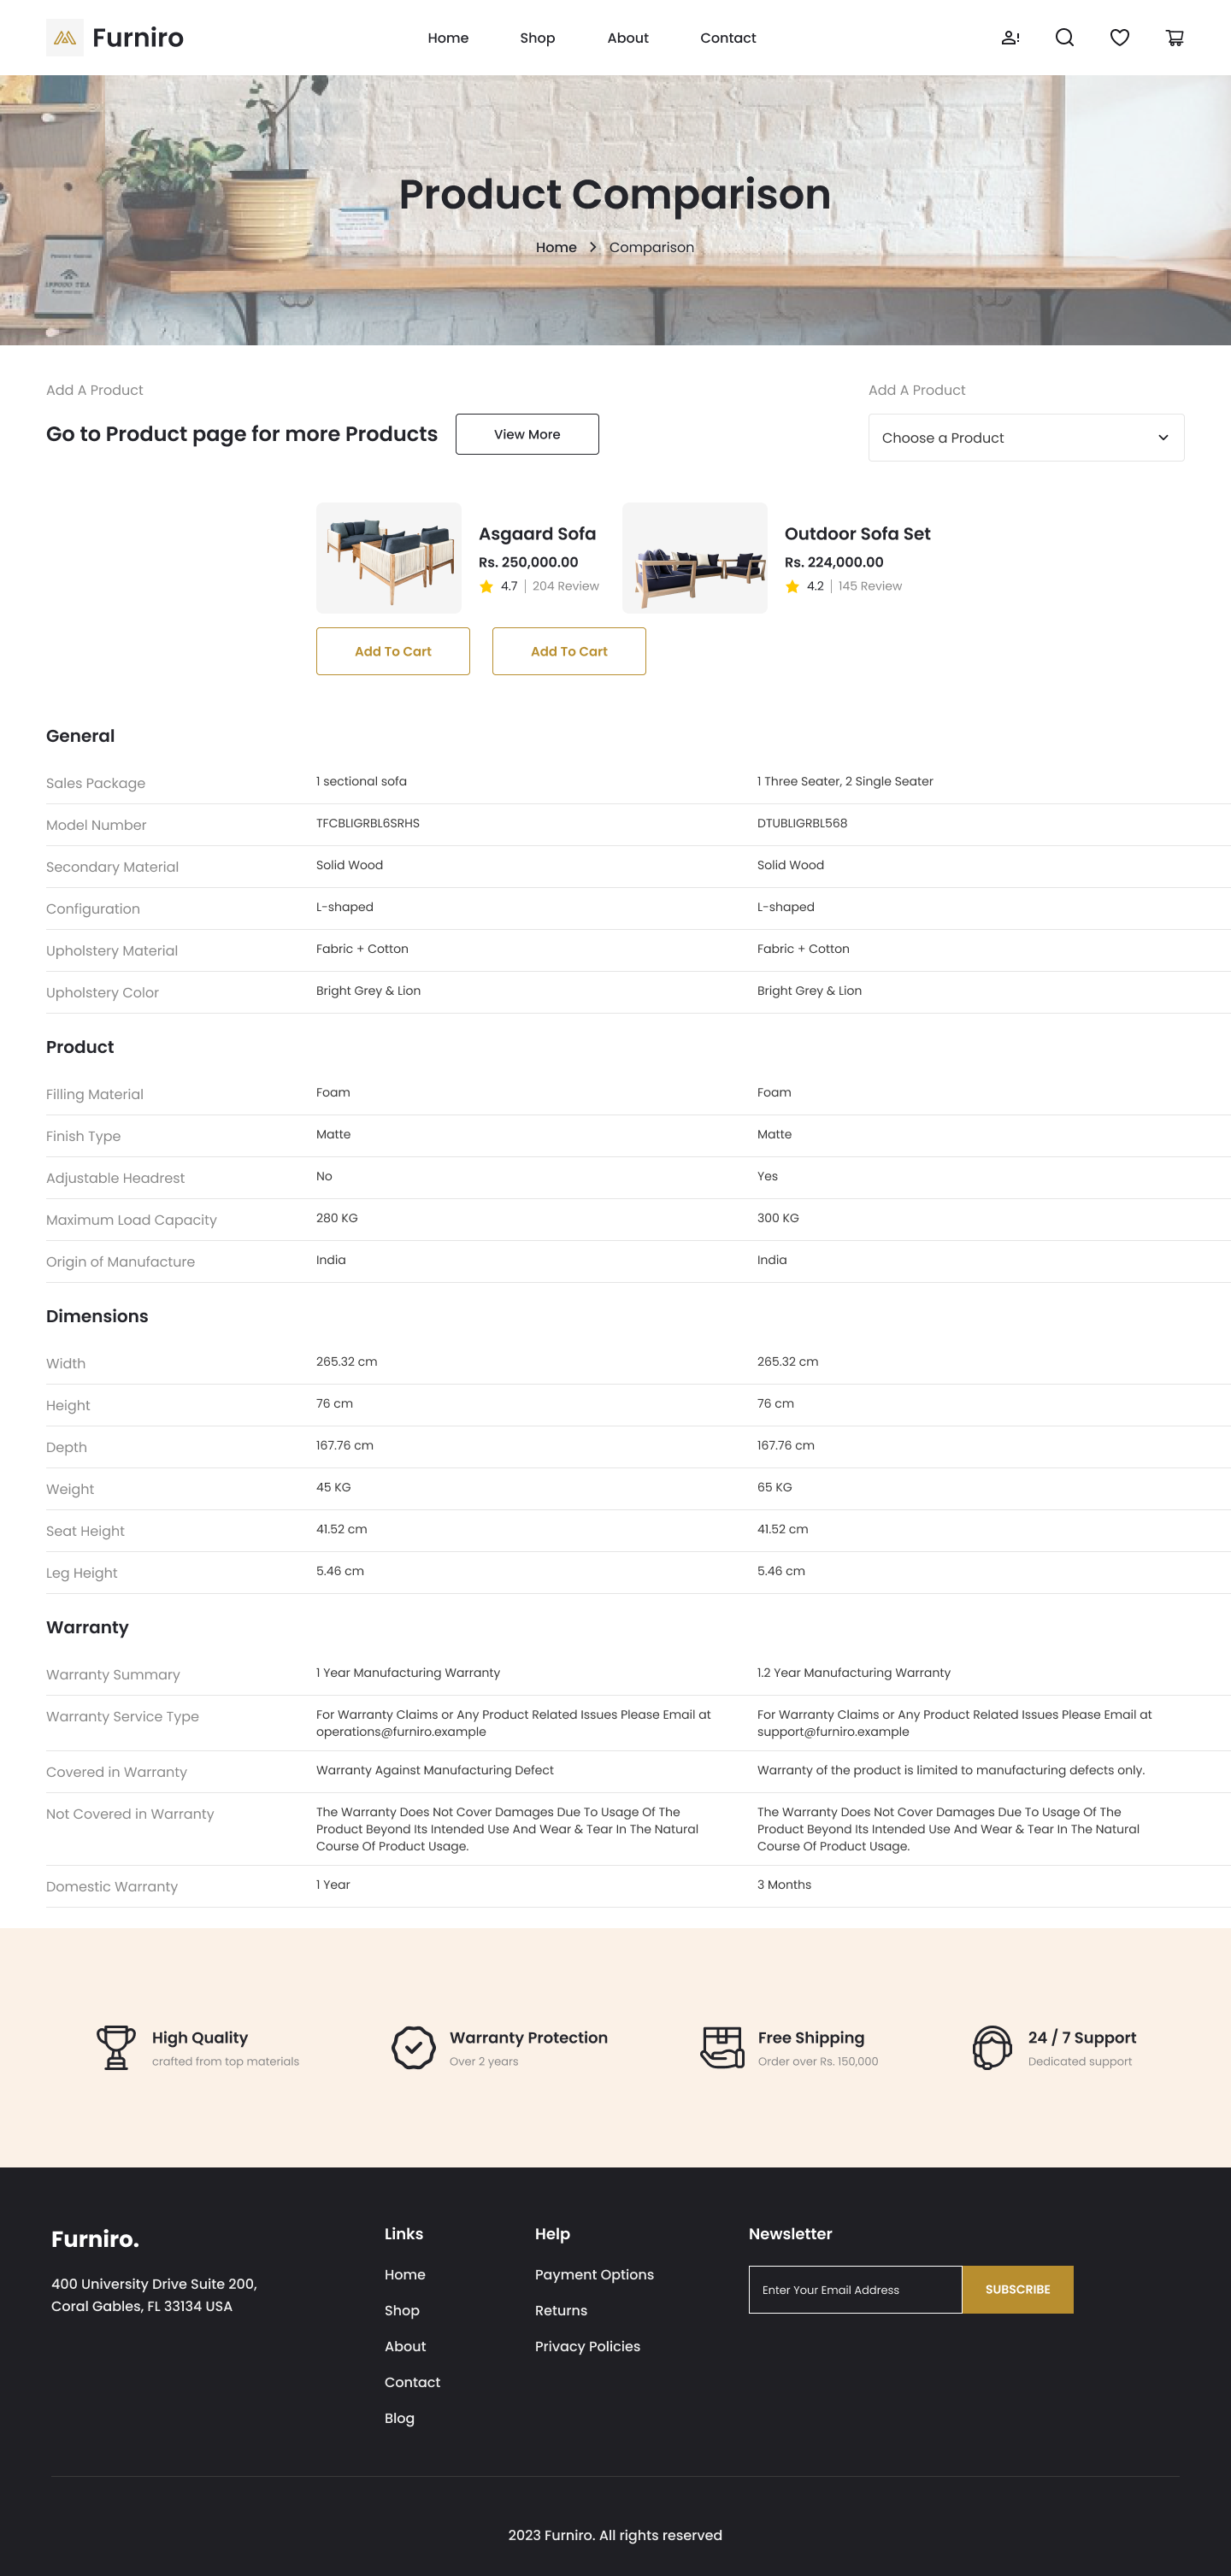 Furniro
Home
Shop
About
Contact
Product Comparison
Home
Comparison
Add A Product
Go to Product page for more Products
View More
Add A Product
Choose a Product
Asgaard Sofa
Rs. 250,000.00
4.7
204 Review
Outdoor Sofa Set
Rs. 224,000.00
4.2
145 Review
Add To Cart
Add To Cart
General
Sales Package
1 sectional sofa
1 Three Seater, 2 Single Seater
Model Number
TFCBLIGRBL6SRHS
DTUBLIGRBL568
Secondary Material
Solid Wood
Solid Wood
Configuration
L-shaped
L-shaped
Upholstery Material
Fabric + Cotton
Fabric + Cotton
Upholstery Color
Bright Grey & Lion
Bright Grey & Lion
Product
Filling Material
Foam
Foam
Finish Type
Matte
Matte
Adjustable Headrest
No
Yes
Maximum Load Capacity
280 KG
300 KG
Origin of Manufacture
India
India
Dimensions
Width
265.32 cm
265.32 cm
Height
76 cm
76 cm
Depth
167.76 cm
167.76 cm
Weight
45 KG
65 KG
Seat Height
41.52 cm
41.52 cm
Leg Height
5.46 cm
5.46 cm
Warranty
Warranty Summary
1 Year Manufacturing Warranty
1.2 Year Manufacturing Warranty
Warranty Service Type
For Warranty Claims or Any Product Related Issues Please Email at
operations@furniro.example
For Warranty Claims or Any Product Related Issues Please Email at
support@furniro.example
Covered in Warranty
Warranty Against Manufacturing Defect
Warranty of the product is limited to manufacturing defects only.
Not Covered in Warranty
The Warranty Does Not Cover Damages Due To Usage Of The
Product Beyond Its Intended Use And Wear & Tear In The Natural
Course Of Product Usage.
The Warranty Does Not Cover Damages Due To Usage Of The
Product Beyond Its Intended Use And Wear & Tear In The Natural
Course Of Product Usage.
Domestic Warranty
1 Year
3 Months
High Quality
crafted from top materials
Warranty Protection
Over 2 years
Free Shipping
Order over Rs. 150,000
24 / 7 Support
Dedicated support
Furniro.
400 University Drive Suite 200,
Coral Gables, FL 33134 USA
Links
Home
Shop
About
Contact
Blog
Help
Payment Options
Returns
Privacy Policies
Newsletter
Enter Your Email Address
SUBSCRIBE
2023 Furniro. All rights reserved